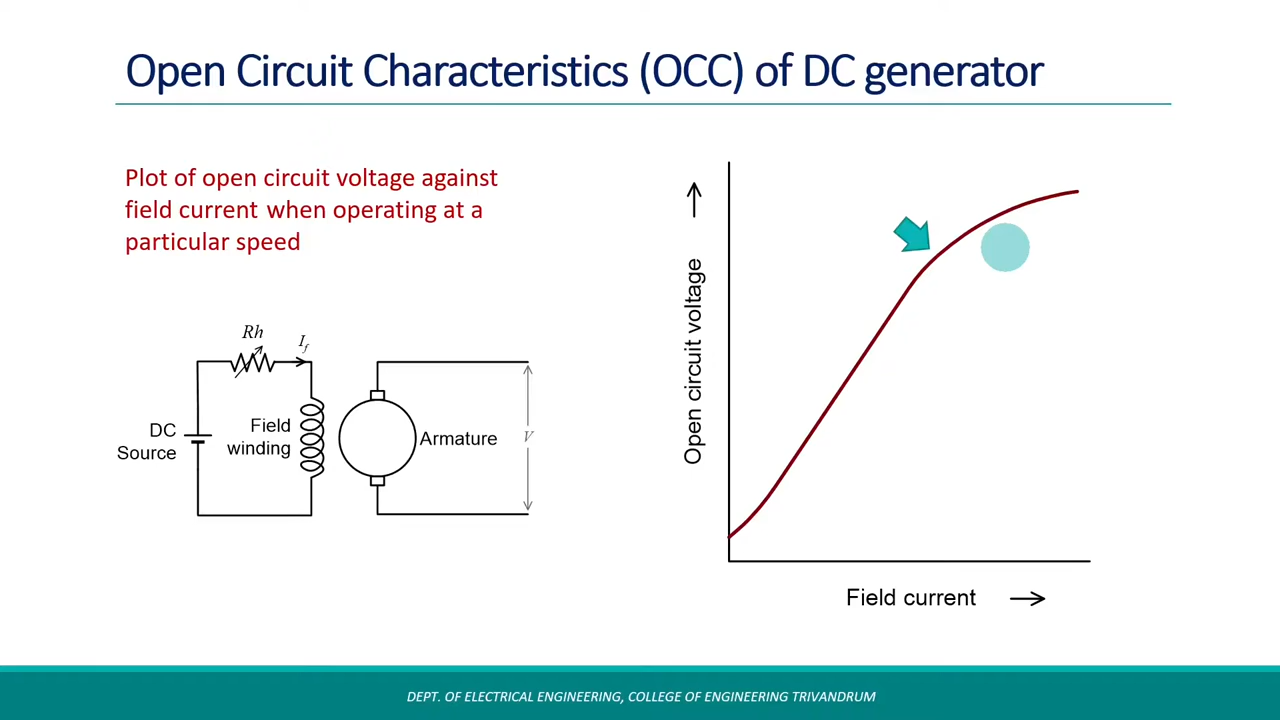 Open Circuit Characteristics (OCC) of DC generator
Plot of open circuit voltage against
field current when operating at a
particular speed
Rh
I_f
DC
Source
Field
winding
Armature
V
Open circuit voltage
Field current
DEPT. OF ELECTRICAL ENGINEERING, COLLEGE OF ENGINEERING TRIVANDRUM